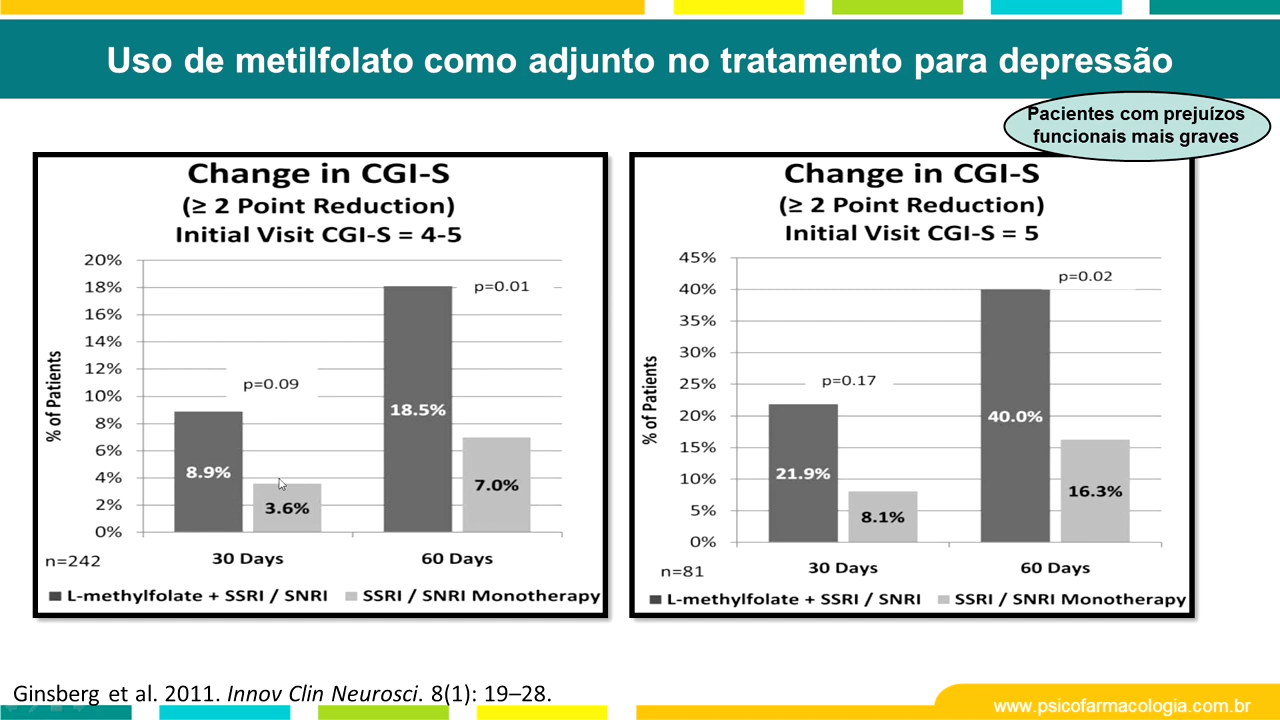 Uso de metilfolato como adjunto no tratamento para depressão
Pacientes com prejuízos
funcionais mais graves
Change in CGI-S
(≥ 2 Point Reduction)
Initial Visit CGI-S = 4-5
20%
18%
16%
14%
12%
10%
8%
6%
4%
2%
0%
% of Patients
p=0.09
p=0.01
8.9%
3.6%
18.5%
7.0%
30 Days
60 Days
n=242
L-methylfolate + SSRI / SNRI
SSRI / SNRI Monotherapy
Change in CGI-S
(≥ 2 Point Reduction)
Initial Visit CGI-S = 5
45%
40%
35%
30%
25%
20%
15%
10%
5%
0%
% of Patients
p=0.17
p=0.02
21.9%
8.1%
40.0%
16.3%
30 Days
60 Days
n=81
L-methylfolate + SSRI / SNRI
SSRI / SNRI Monotherapy
Ginsberg et al. 2011. Innov Clin Neurosci. 8(1): 19–28.
www.psicofarmacologia.com.br